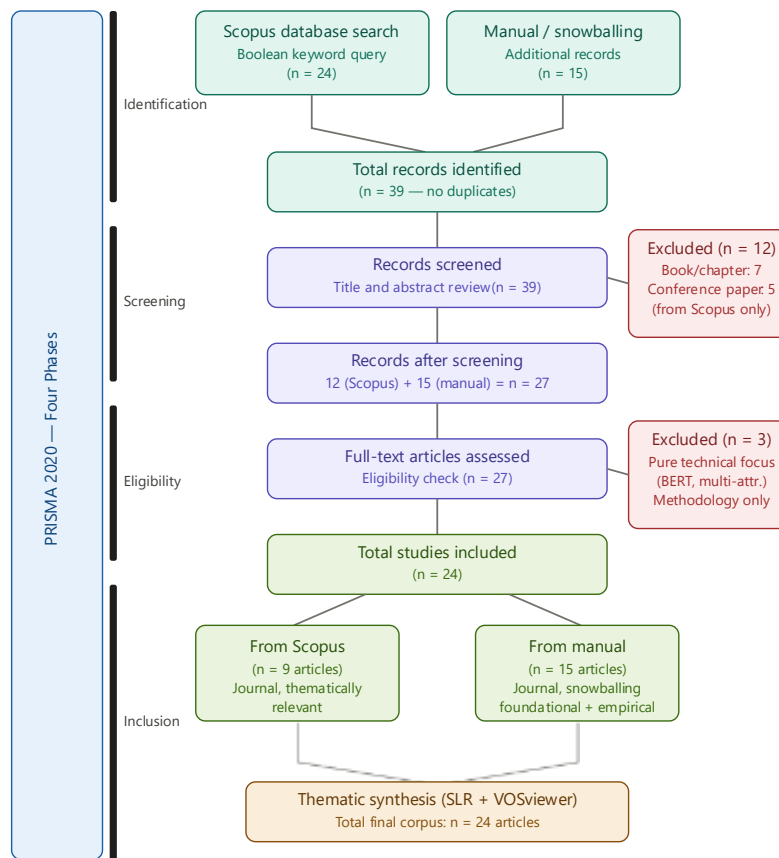 PRISMA 2020 — Four Phases
Identification
Scopus database search
Boolean keyword query
(n = 24)
Manual / snowballing
Additional records
(n = 15)
Total records identified
(n = 39 — no duplicates)
Screening
Records screened
Title and abstract review(n = 39)
Excluded (n = 12)
Book/chapter: 7
Conference paper: 5
(from Scopus only)
Records after screening
12 (Scopus) + 15 (manual) = n = 27
Eligibility
Full-text articles assessed
Eligibility check (n = 27)
Excluded (n = 3)
Pure technical focus
(BERT, multi-attr.)
Methodology only
Total studies included
(n = 24)
Inclusion
From Scopus
(n = 9 articles)
Journal, thematically
relevant
From manual
(n = 15 articles)
Journal, snowballing
foundational + empirical
Thematic synthesis (SLR + VOSviewer)
Total final corpus: n = 24 articles